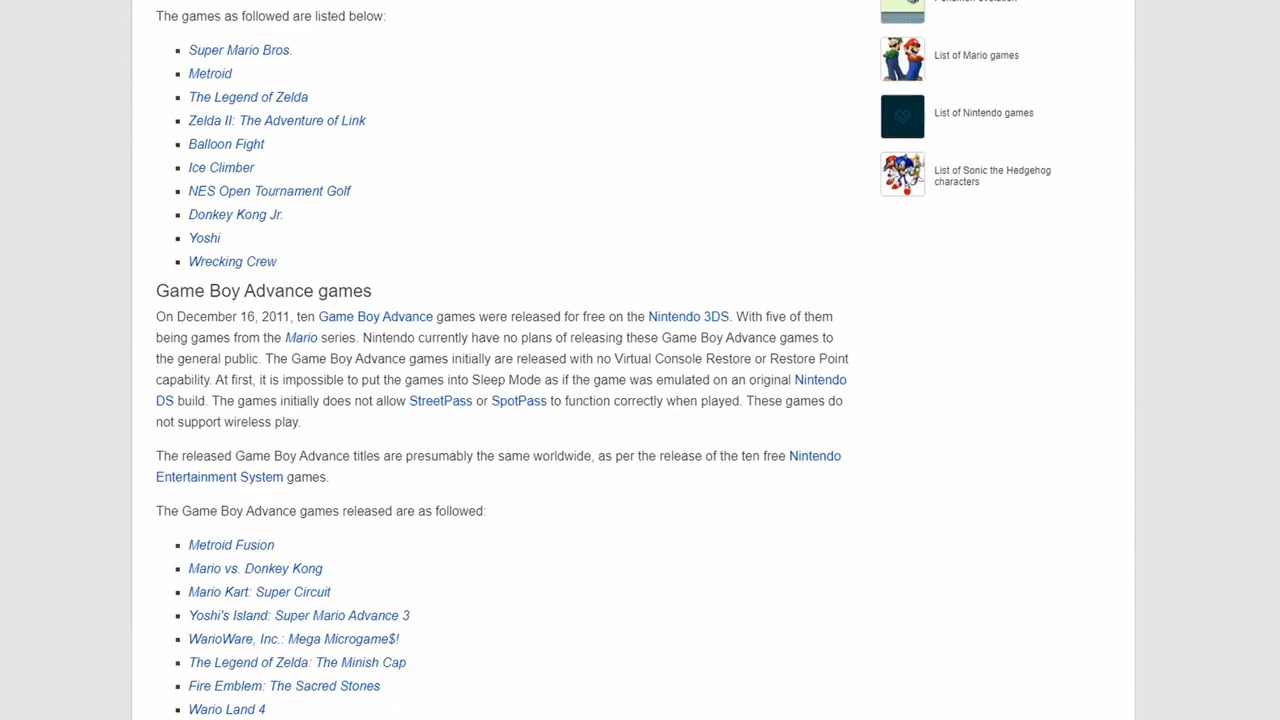 The games as followed are listed below:
Super Mario Bros.
Metroid
The Legend of Zelda
Zelda II: The Adventure of Link
Balloon Fight
Ice Climber
NES Open Tournament Golf
Donkey Kong Jr.
Yoshi
Wrecking Crew
Game Boy Advance games
On December 16, 2011, ten Game Boy Advance games were released for free on the Nintendo 3DS. With five of them
being games from the Mario series. Nintendo currently have no plans of releasing these Game Boy Advance games to
the general public. The Game Boy Advance games initially are released with no Virtual Console Restore or Restore Point
capability. At first, it is impossible to put the games into Sleep Mode as if the game was emulated on an original Nintendo
DS build. The games initially does not allow StreetPass or SpotPass to function correctly when played. These games do
not support wireless play.
The released Game Boy Advance titles are presumably the same worldwide, as per the release of the ten free Nintendo
Entertainment System games.
The Game Boy Advance games released are as followed:
Metroid Fusion
Mario vs. Donkey Kong
Mario Kart: Super Circuit
Yoshi's Island: Super Mario Advance 3
WarioWare, Inc.: Mega Microgame$!
The Legend of Zelda: The Minish Cap
Fire Emblem: The Sacred Stones
Wario Land 4
List of Mario games
List of Nintendo games
List of Sonic the Hedgehog
characters